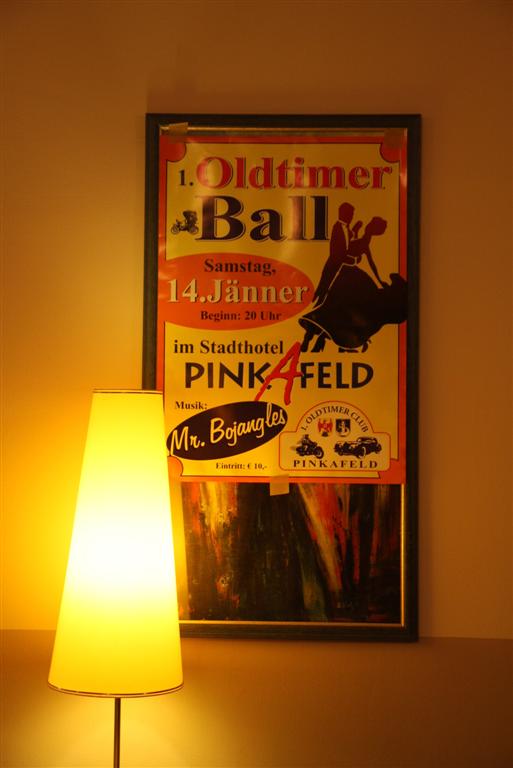 1. Oldtimer
Ball
Samstag,
14.Jänner
Beginn: 20 Uhr
im Stadthotel
PINKAFELD
Musik:
Mr. Bojangles
Eintritt: € 10,-
1. OLDTIMER CLUB
PINKAFELD